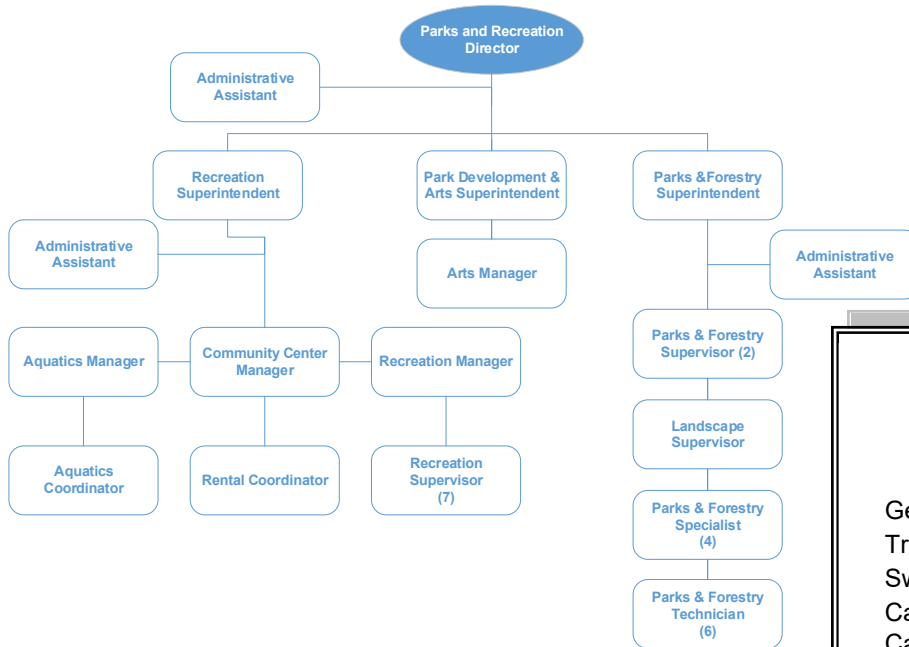 Parks and Recreation
Director
Administrative
Assistant
Recreation
Superintendent
Park Development &
Arts Superintendent
Parks &Forestry
Superintendent
Administrative
Assistant
Arts Manager
Administrative
Assistant
Aquatics Manager
Community Center
Manager
Recreation Manager
Parks & Forestry
Supervisor (2)
Aquatics
Coordinator
Rental Coordinator
Recreation
Supervisor
(7)
Landscape
Supervisor
Parks & Forestry
Specialist
(4)
Parks & Forestry
Technician
(6)